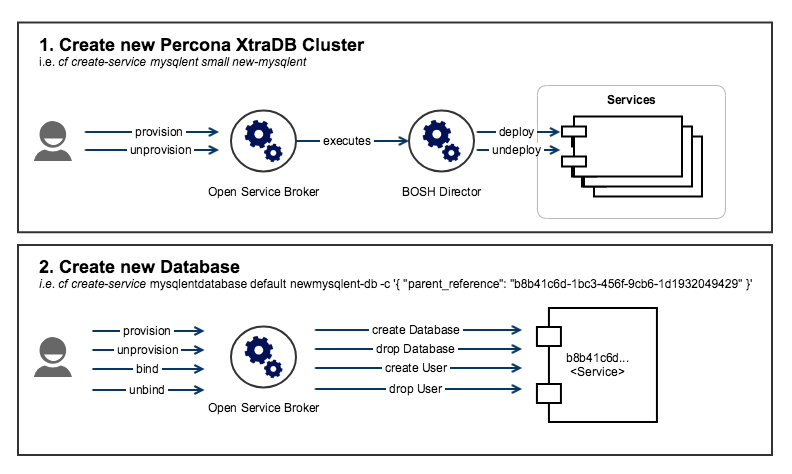 1. Create new Percona XtraDB Cluster
i.e. cf create-service mysqlent small new-mysqlent
provision
unprovision
Open Service Broker
executes
BOSH Director
deploy
undeploy
Services
2. Create new Database
i.e. cf create-service mysqlentdatabase default newmysqlent-db -c '{ "parent_reference": "b8b41c6d-1bc3-456f-9cb6-1d1932049429" }'
provision
unprovision
bind
unbind
Open Service Broker
create Database
drop Database
create User
drop User
b8b41c6d...
<Service>